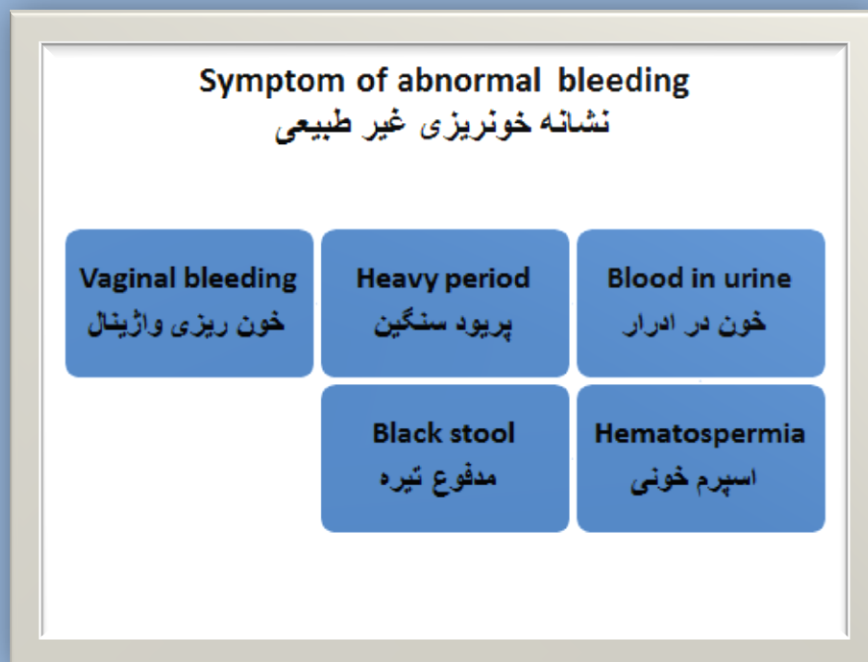 Symptom of abnormal bleeding
نشانه خونریزی غیر طبیعی
Vaginal bleeding
خون ریزی واژینال
Heavy period
پریود سنگین
Blood in urine
خون در ادرار
Black stool
مدفوع تیره
Hematospermia
اسپرم خونی